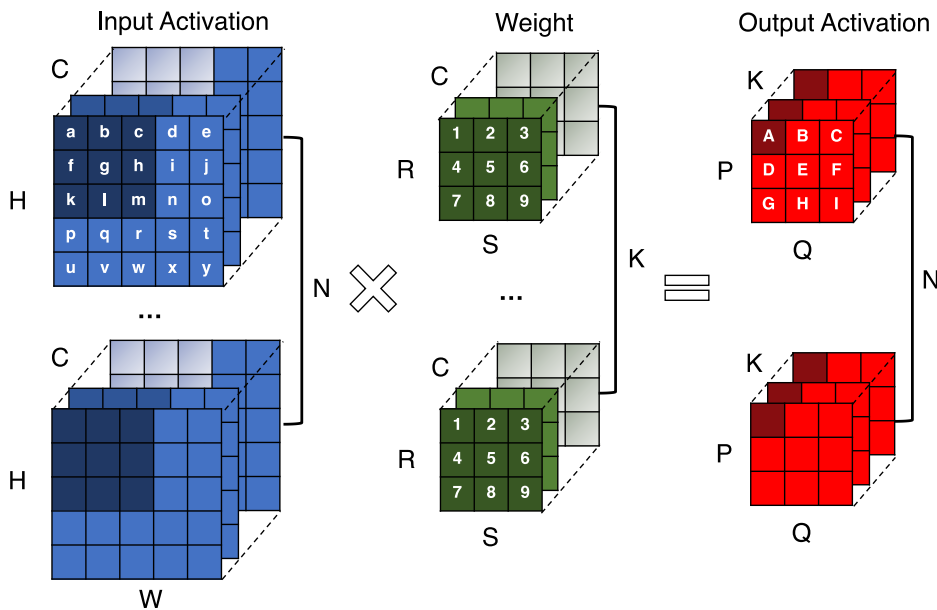 Input Activation
Weight
Output Activation
C
C
K
a b c d e
f g h i j
k l m n o
p q r s t
u v w x y
H
1 2 3
4 5 6
7 8 9
R
S
A B C
D E F
G H I
P
Q
N
K
N
...
...
C
C
K
H
W
1 2 3
4 5 6
7 8 9
R
S
P
Q